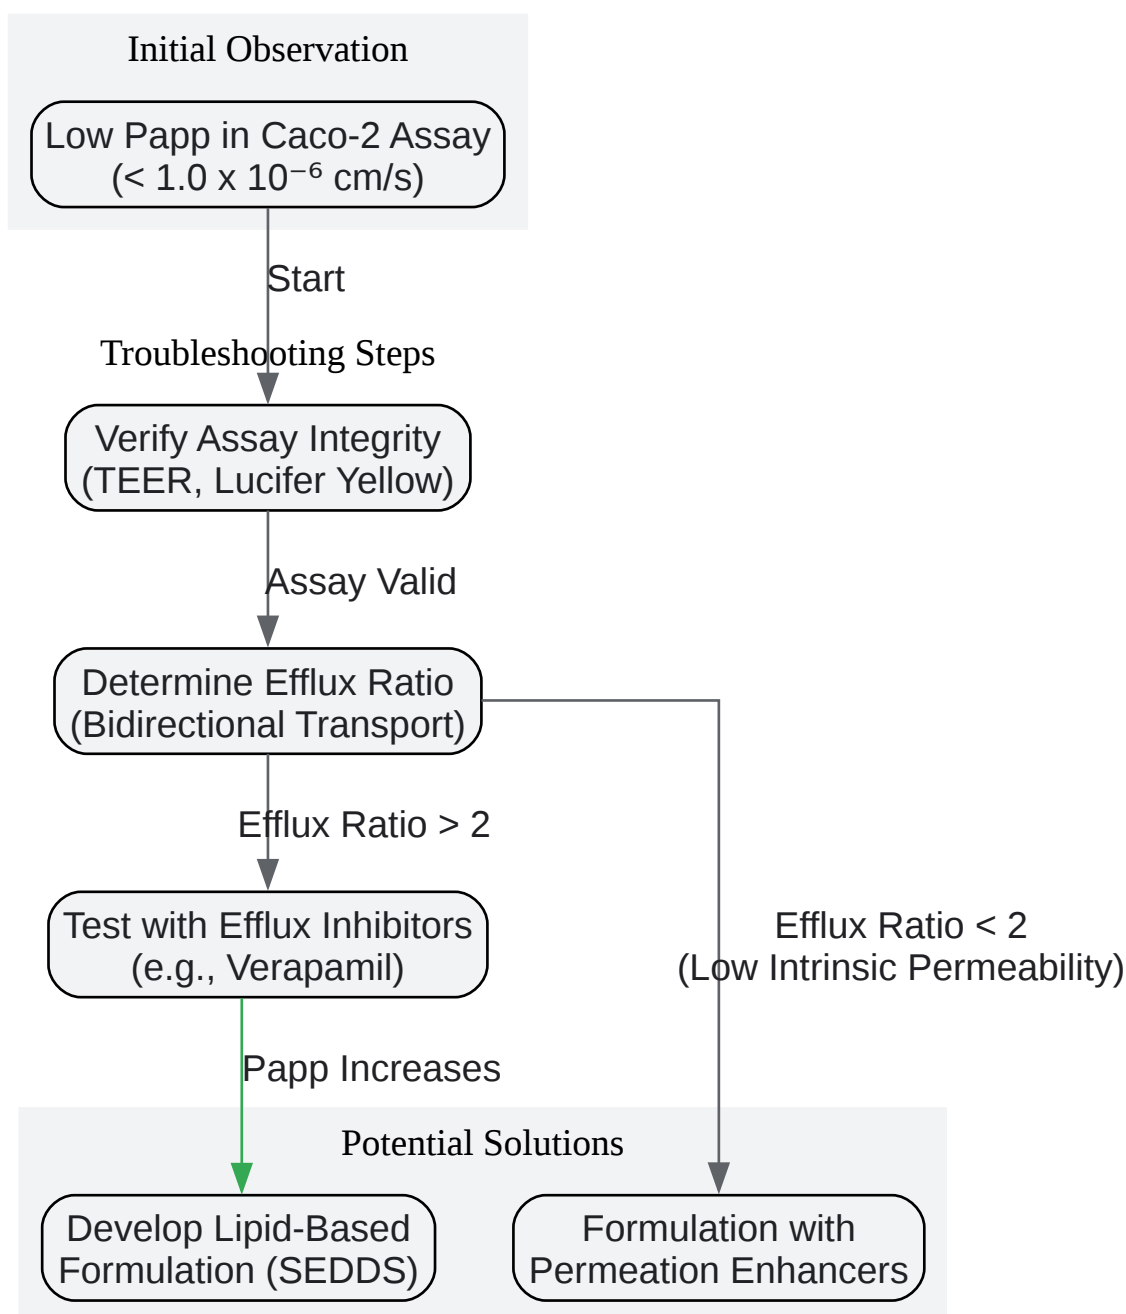 Initial Observation
Low Papp in Caco-2 Assay
(< 1.0 x 10⁻⁶ cm/s)
Start
Troubleshooting Steps
Verify Assay Integrity
(TEER, Lucifer Yellow)
Assay Valid
Determine Efflux Ratio
(Bidirectional Transport)
Efflux Ratio > 2
Test with Efflux Inhibitors
(e.g., Verapamil)
Efflux Ratio < 2
(Low Intrinsic Permeability)
Papp Increases
Potential Solutions
Develop Lipid-Based
Formulation (SEDDS)
Formulation with
Permeation Enhancers